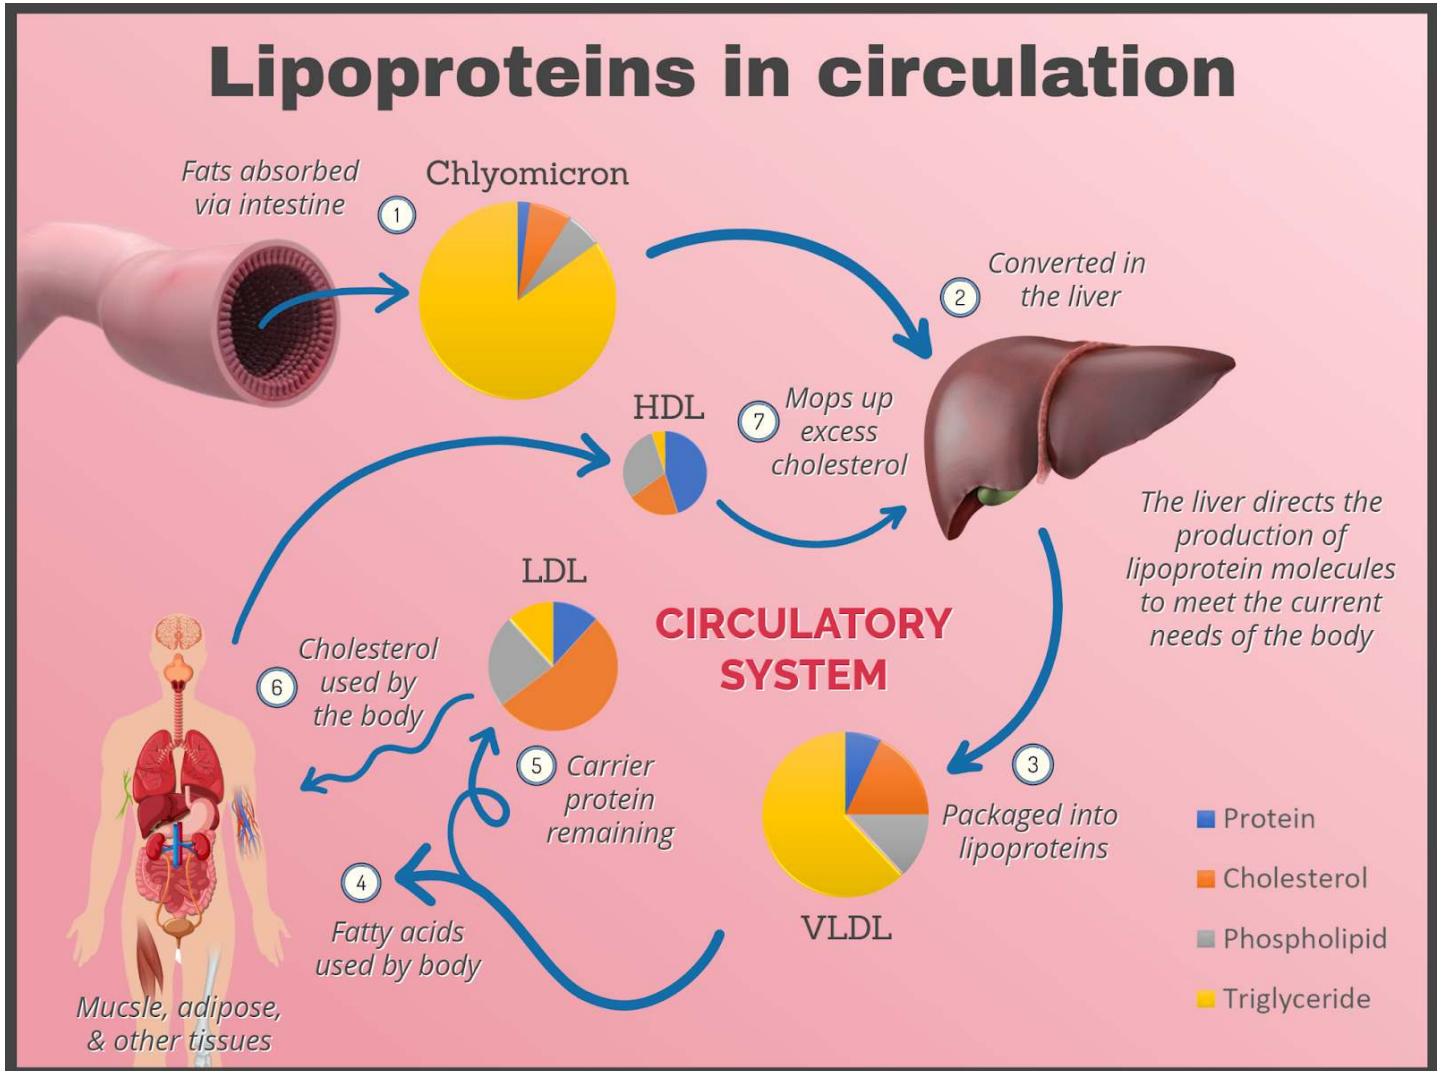 Lipoproteins in circulation
Fats absorbed
via intestine
1
Chlyomicron
2
Converted in
the liver
HDL
7
Mops up
excess
cholesterol
The liver directs the
production of
lipoprotein molecules
to meet the current
needs of the body
LDL
CIRCULATORY
SYSTEM
6
Cholesterol
used by
the body
5
Carrier
protein
remaining
3
Packaged into
lipoproteins
4
Fatty acids
used by body
VLDL
Mucsle, adipose,
& other tissues
Protein
Cholesterol
Phospholipid
Triglyceride